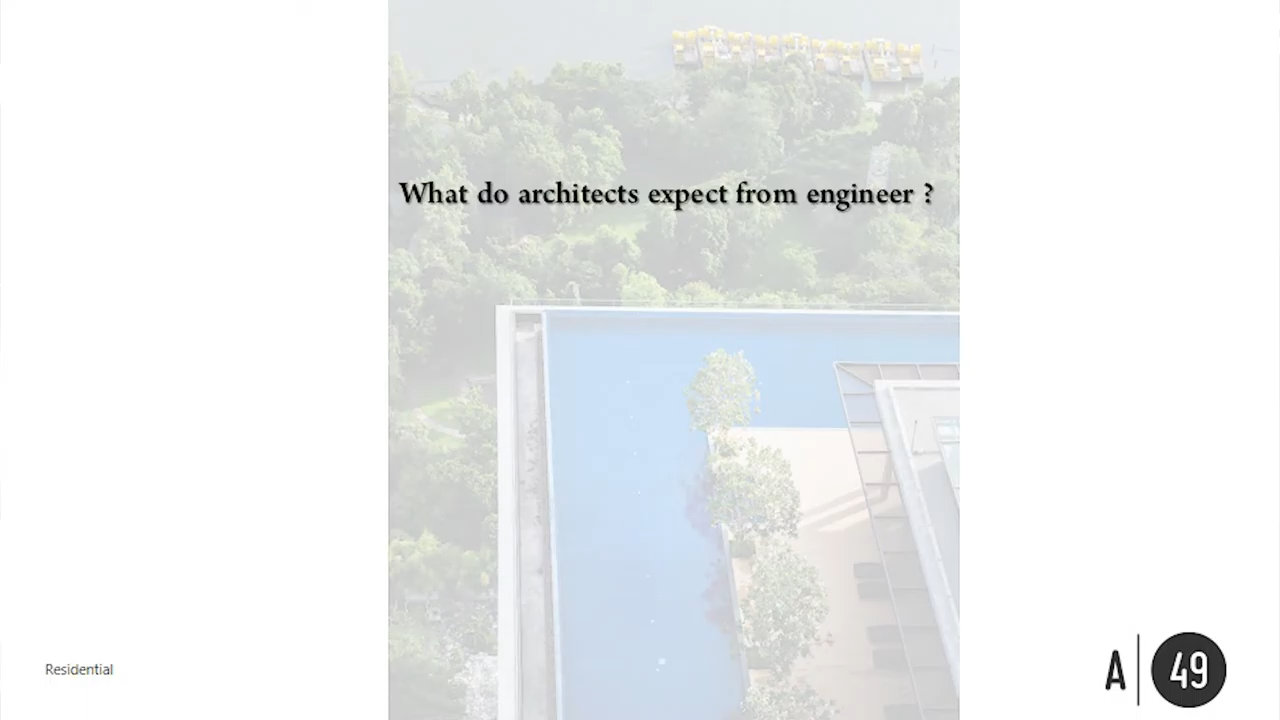 What do architects expect from engineer ?
Residential
A | 49